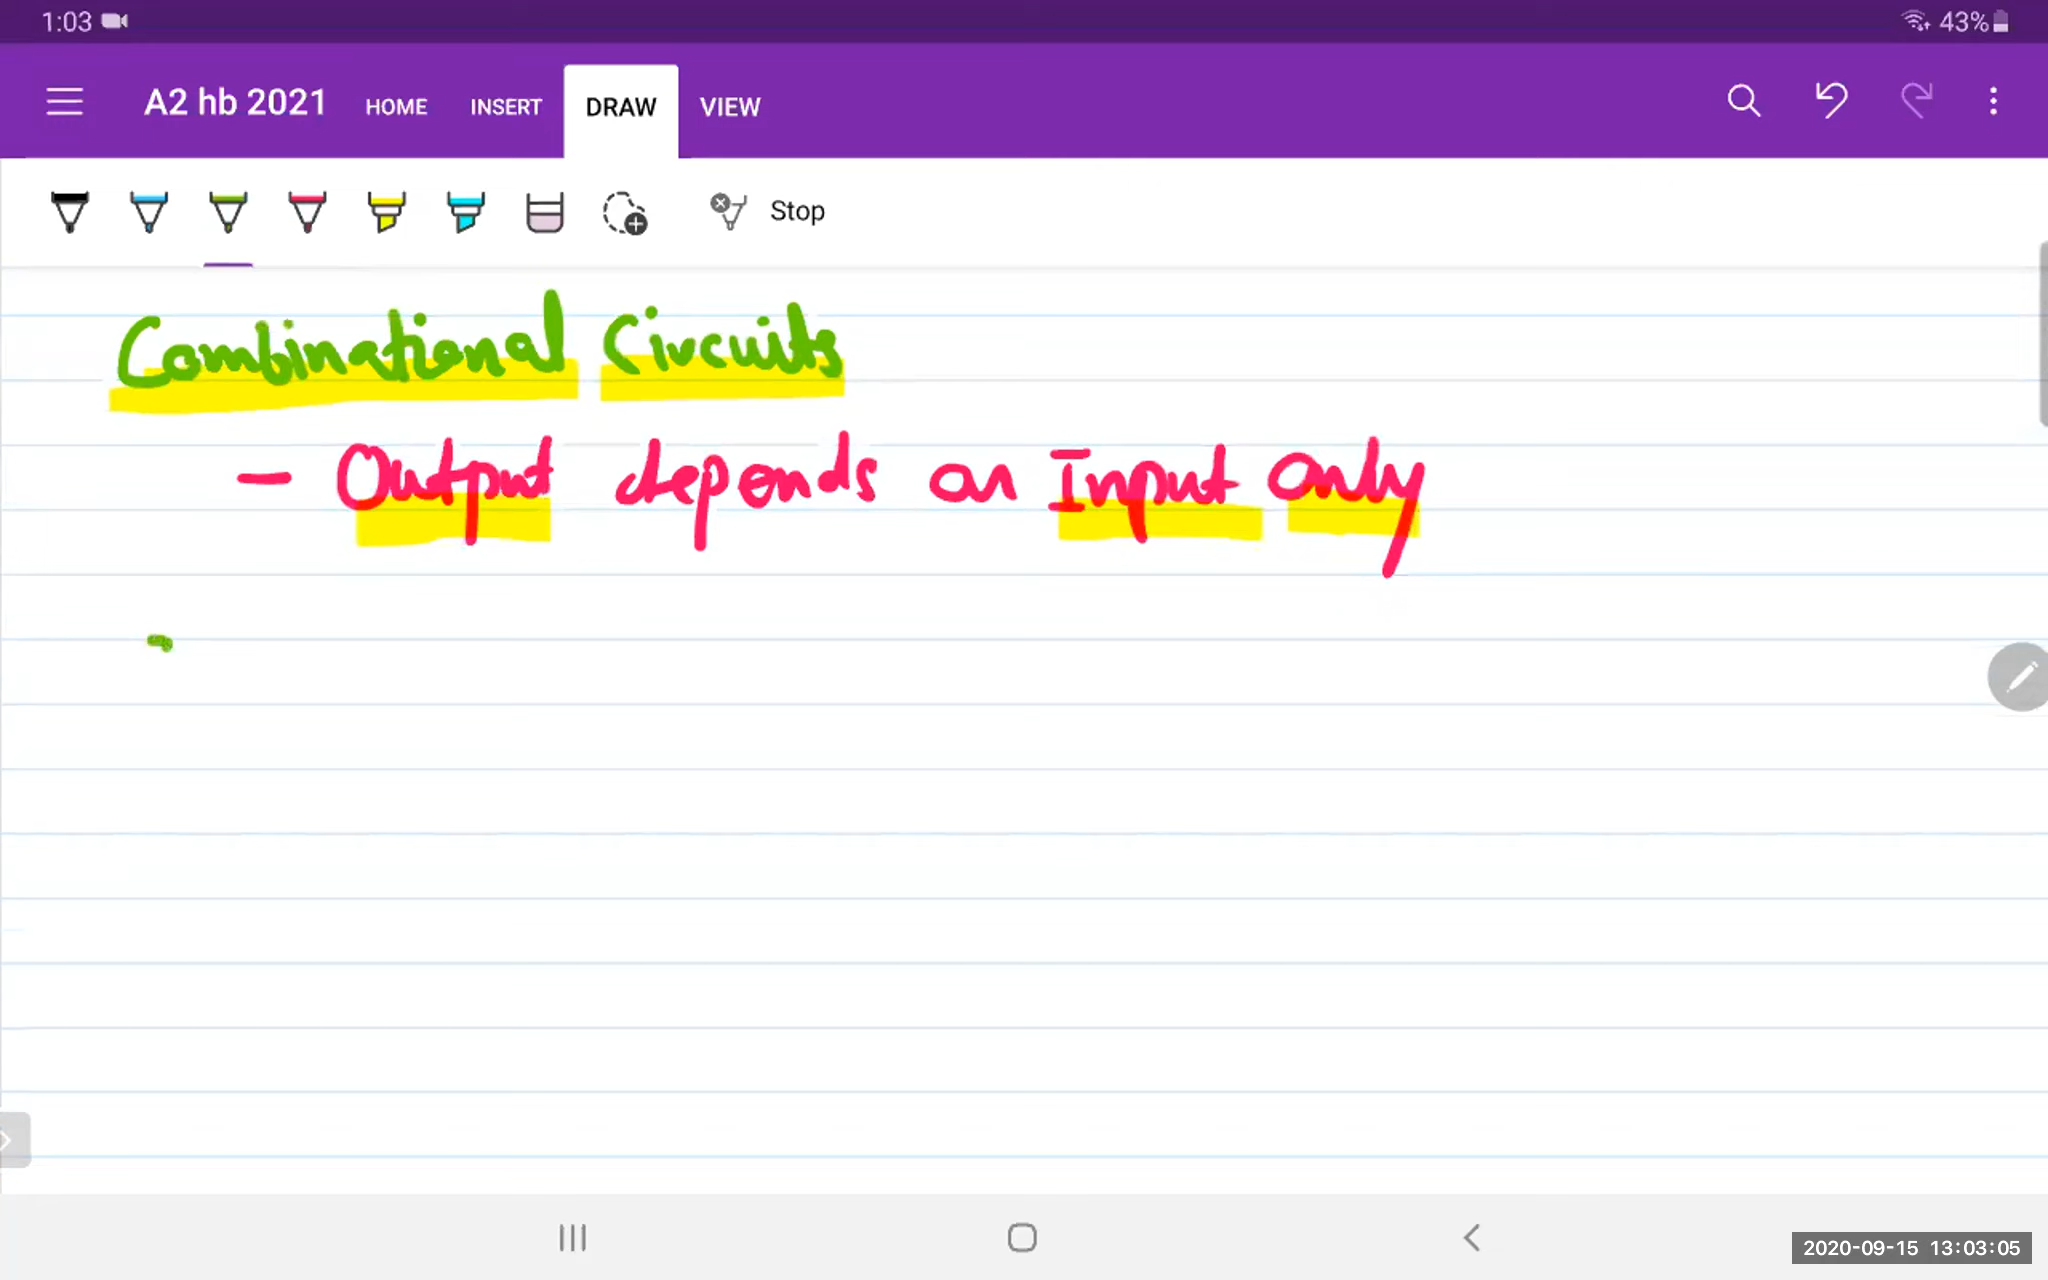 1:03 43%
A2 hb 2021 HOME INSERT DRAW VIEW
Stop
Combinational Circuits
- Output depends on Input only
2020-09-15 13:03:05